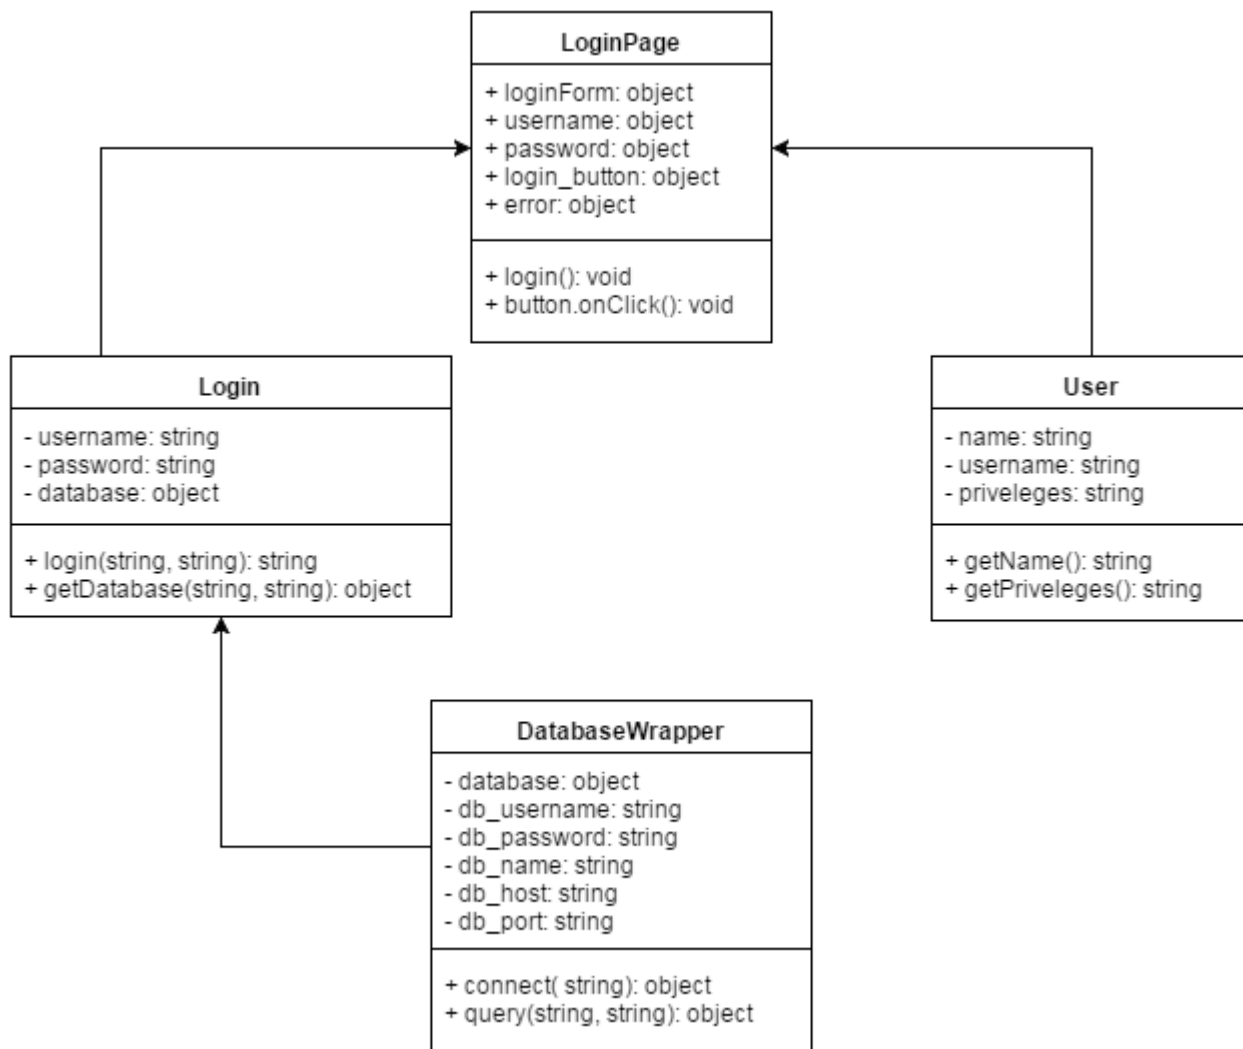 LoginPage
+ loginForm: object
+ username: object
+ password: object
+ login_button: object
+ error: object
+ login(): void
+ button.onClick(): void
Login
- username: string
- password: string
- database: object
+ login(string, string): string
+ getDatabase(string, string): object
User
- name: string
- username: string
- priveleges: string
+ getName(): string
+ getPriveleges(): string
DatabaseWrapper
- database: object
- db_username: string
- db_password: string
- db_name: string
- db_host: string
- db_port: string
+ connect( string): object
+ query(string, string): object